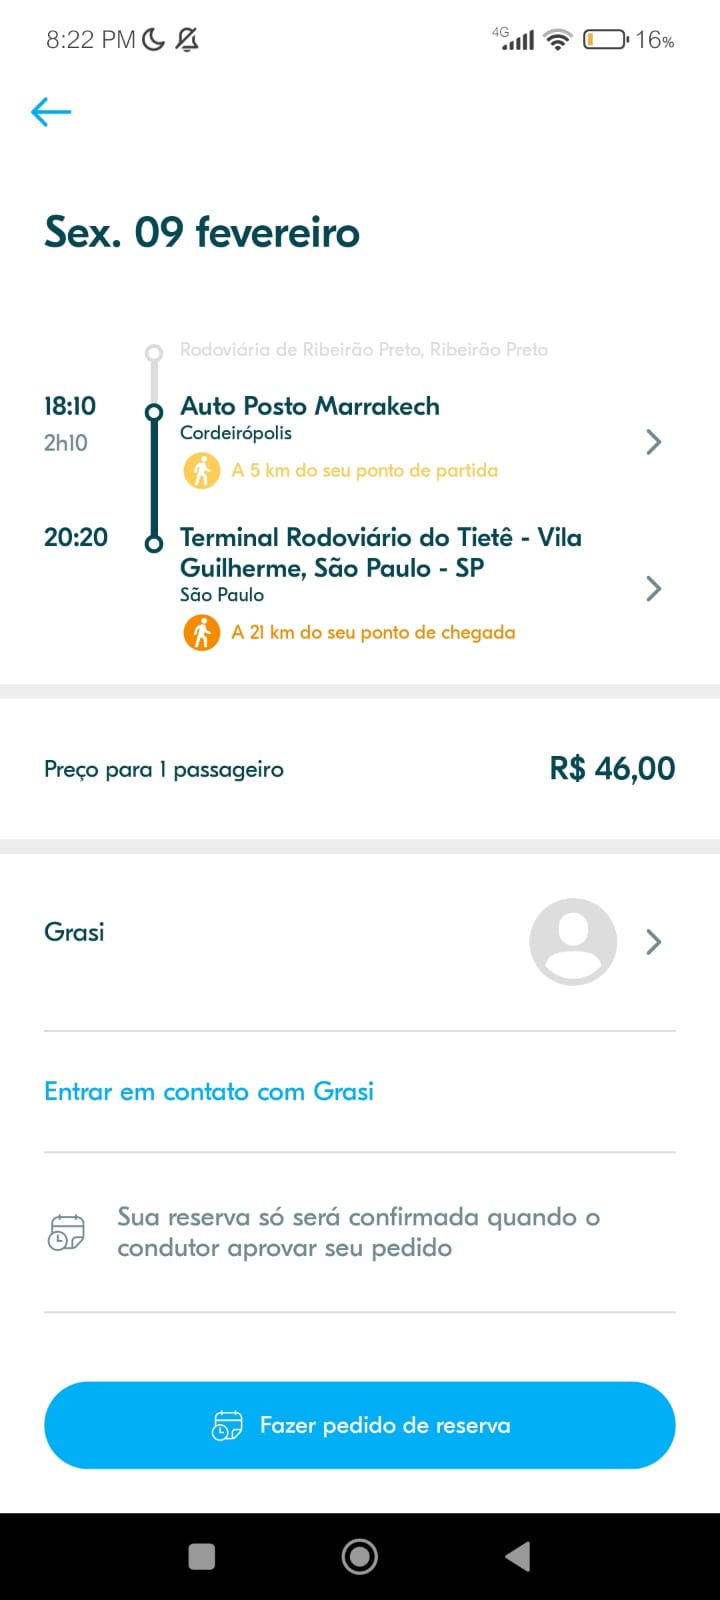 8:22 PM
4G
16%
Sex. 09 fevereiro
Rodoviária de Ribeirão Preto, Ribeirão Preto
18:10
Auto Posto Marrakech
2h10
Cordeirópolis
A 5 km do seu ponto de partida
20:20
Terminal Rodoviário do Tietê - Vila
Guilherme, São Paulo - SP
São Paulo
A 21 km do seu ponto de chegada
Preço para 1 passageiro
R$ 46,00
Grasi
Entrar em contato com Grasi
Sua reserva só será confirmada quando o
condutor aprovar seu pedido
Fazer pedido de reserva